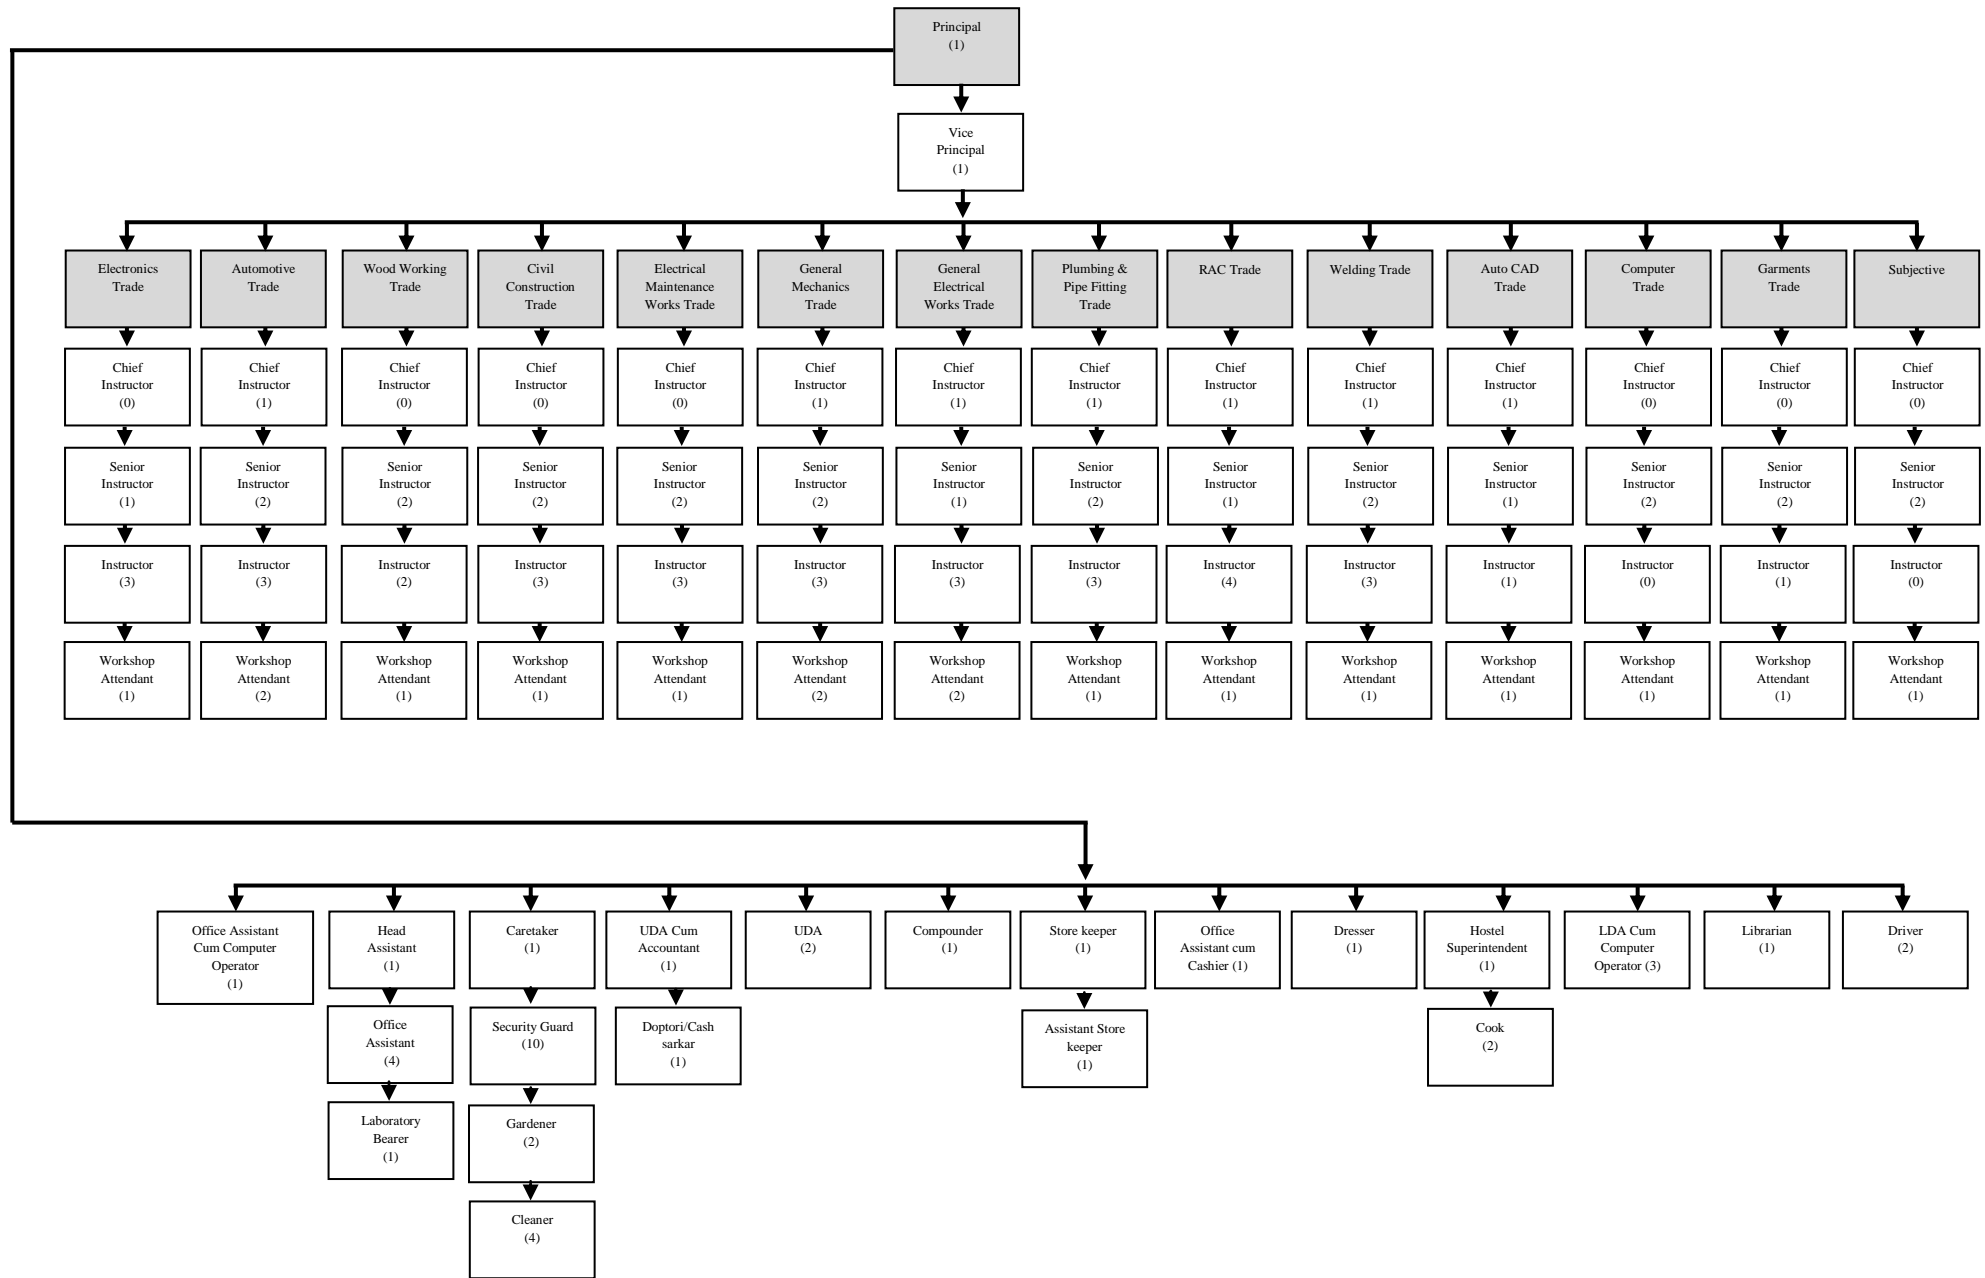 Principal
(1)
Vice
Principal
(1)
Electronics
Trade
Automotive
Trade
Wood Working
Trade
Civil
Construction
Trade
Electrical
Maintenance
Works Trade
General
Mechanics
Trade
General
Electrical
Works Trade
Plumbing &
Pipe Fitting
Trade
RAC Trade
Welding Trade
Auto CAD
Trade
Computer
Trade
Garments
Trade
Subjective
Chief
Instructor
(0)
Chief
Instructor
(1)
Chief
Instructor
(0)
Chief
Instructor
(0)
Chief
Instructor
(0)
Chief
Instructor
(1)
Chief
Instructor
(1)
Chief
Instructor
(1)
Chief
Instructor
(1)
Chief
Instructor
(1)
Chief
Instructor
(1)
Chief
Instructor
(0)
Chief
Instructor
(0)
Chief
Instructor
(0)
Senior
Instructor
(1)
Senior
Instructor
(2)
Senior
Instructor
(2)
Senior
Instructor
(2)
Senior
Instructor
(2)
Senior
Instructor
(2)
Senior
Instructor
(1)
Senior
Instructor
(2)
Senior
Instructor
(1)
Senior
Instructor
(2)
Senior
Instructor
(1)
Senior
Instructor
(2)
Senior
Instructor
(2)
Senior
Instructor
(2)
Instructor
(3)
Instructor
(3)
Instructor
(2)
Instructor
(3)
Instructor
(3)
Instructor
(3)
Instructor
(3)
Instructor
(3)
Instructor
(4)
Instructor
(3)
Instructor
(1)
Instructor
(0)
Instructor
(1)
Instructor
(0)
Workshop
Attendant
(1)
Workshop
Attendant
(2)
Workshop
Attendant
(1)
Workshop
Attendant
(1)
Workshop
Attendant
(1)
Workshop
Attendant
(2)
Workshop
Attendant
(2)
Workshop
Attendant
(1)
Workshop
Attendant
(1)
Workshop
Attendant
(1)
Workshop
Attendant
(1)
Workshop
Attendant
(1)
Workshop
Attendant
(1)
Workshop
Attendant
(1)
Office Assistant
Cum Computer
Operator
(1)
Head
Assistant
(1)
Caretaker
(1)
UDA Cum
Accountant
(1)
UDA
(2)
Compounder
(1)
Store keeper
(1)
Office
Assistant cum
Cashier (1)
Dresser
(1)
Hostel
Superintendent
(1)
LDA Cum
Computer
Operator (3)
Librarian
(1)
Driver
(2)
Office
Assistant
(4)
Security Guard
(10)
Doptori/Cash
sarkar
(1)
Assistant Store
keeper
(1)
Cook
(2)
Laboratory
Bearer
(1)
Gardener
(2)
Cleaner
(4)